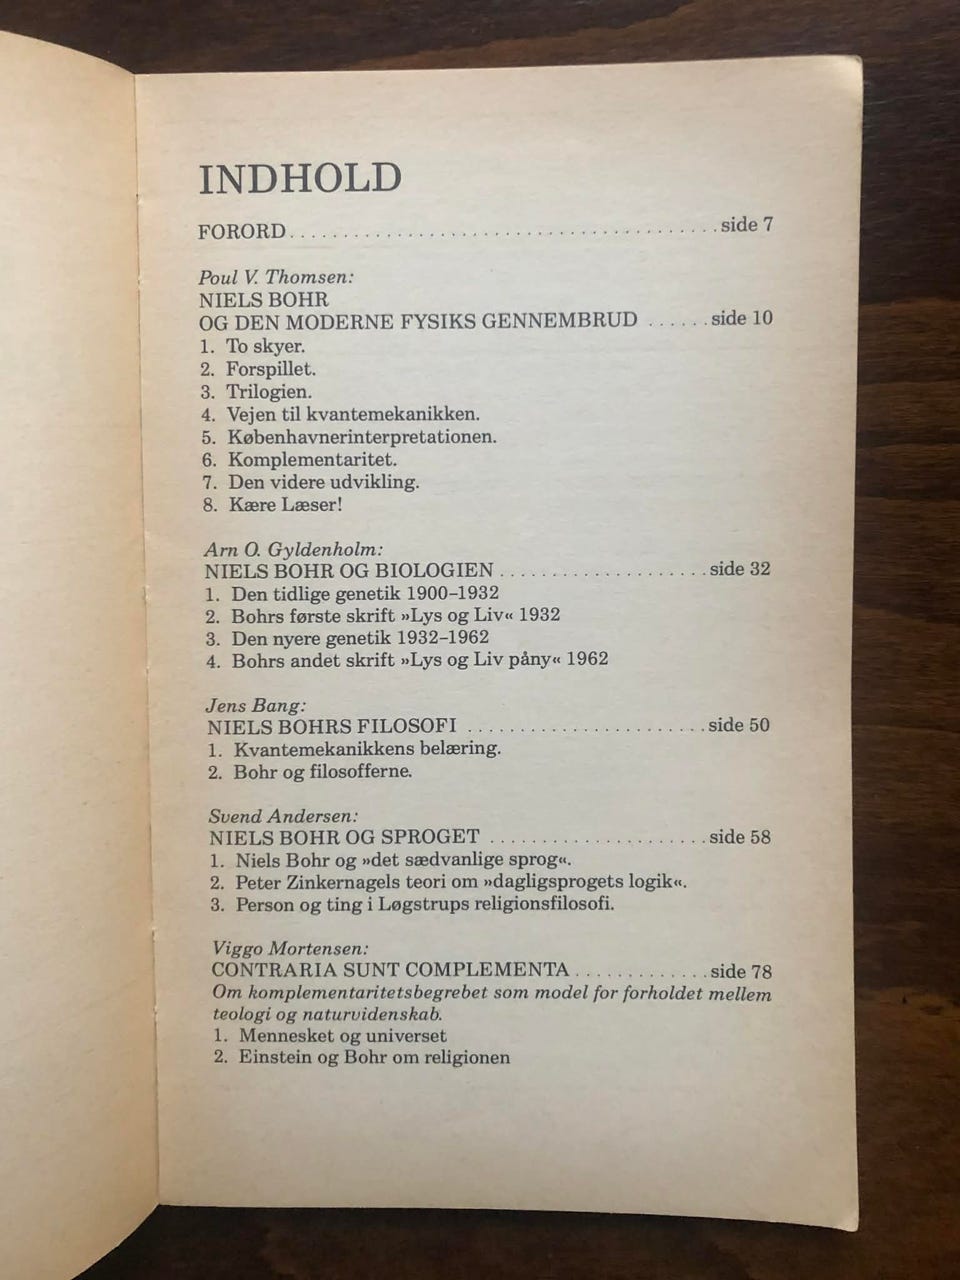 INDHOLD
FORORD........................................side 7
Poul V. Thomsen:
NIELS BOHR
OG DEN MODERNE FYSIKS GENNEMBRUD ......side 10
1. To skyer.
2. Forspillet.
3. Trilogien.
4. Vejen til kvantemekanikken.
5. Københavnerinterpretationen.
6. Komplementaritet.
7. Den videre udvikling.
8. Kære Læser!
Arn O. Gyldenholm:
NIELS BOHR OG BIOLOGIEN....................side 32
1. Den tidlige genetik 1900–1932
2. Bohrs første skrift »Lys og Liv« 1932
3. Den nyere genetik 1932–1962
4. Bohrs andet skrift »Lys og Liv påny« 1962
Jens Bang:
NIELS BOHRS FILOSOFI .......................side 50
1. Kvantemekanikkens belæring.
2. Bohr og filosofferne.
Svend Andersen:
NIELS BOHR OG SPROGET .....................side 58
1. Niels Bohr og »det sædvanlige sprog«.
2. Peter Zinkernagels teori om »dagligsprogets logik«.
3. Person og ting i Løgstrups religionsfilosofi.
Viggo Mortensen:
CONTRARIA SUNT COMPLEMENTA.............side 78
Om komplementaritetsbegrebet som model for forholdet mellem
teologi og naturvidenskab.
1. Mennesket og universet
2. Einstein og Bohr om religionen